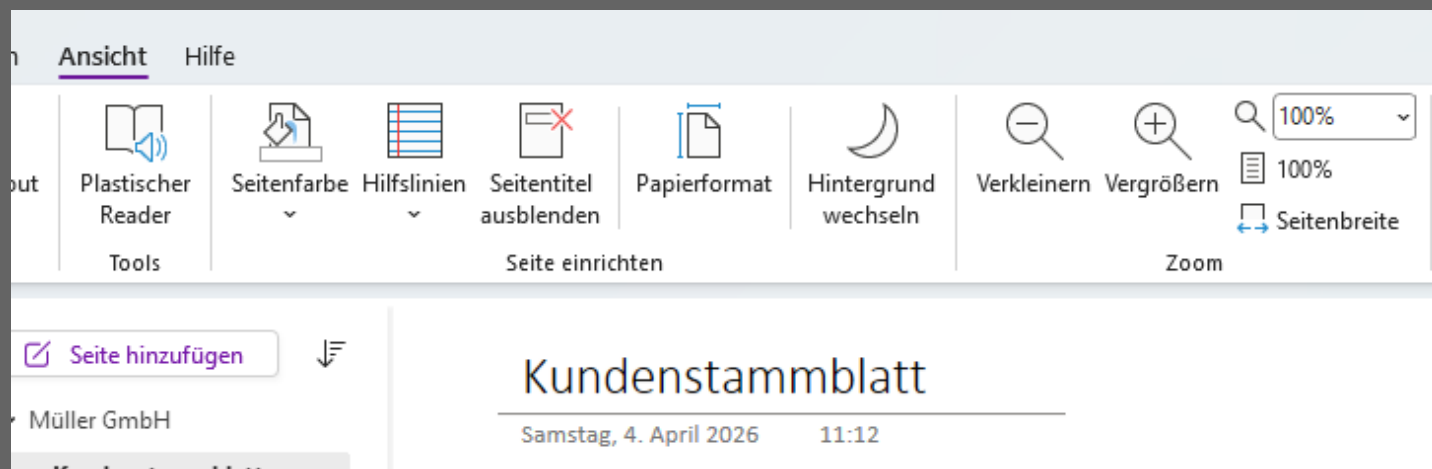 Ansicht Hilfe
Plastischer Reader
Seitenfarbe
Hilfslinien
Seitentitel ausblenden
Papierformat
Hintergrund wechseln
Verkleinern
Vergrößern
100%
100%
Seitenbreite
Tools
Seite einrichten
Zoom
Seite hinzufügen
Müller GmbH
Kundenstammblatt
Samstag, 4. April 2026 11:12